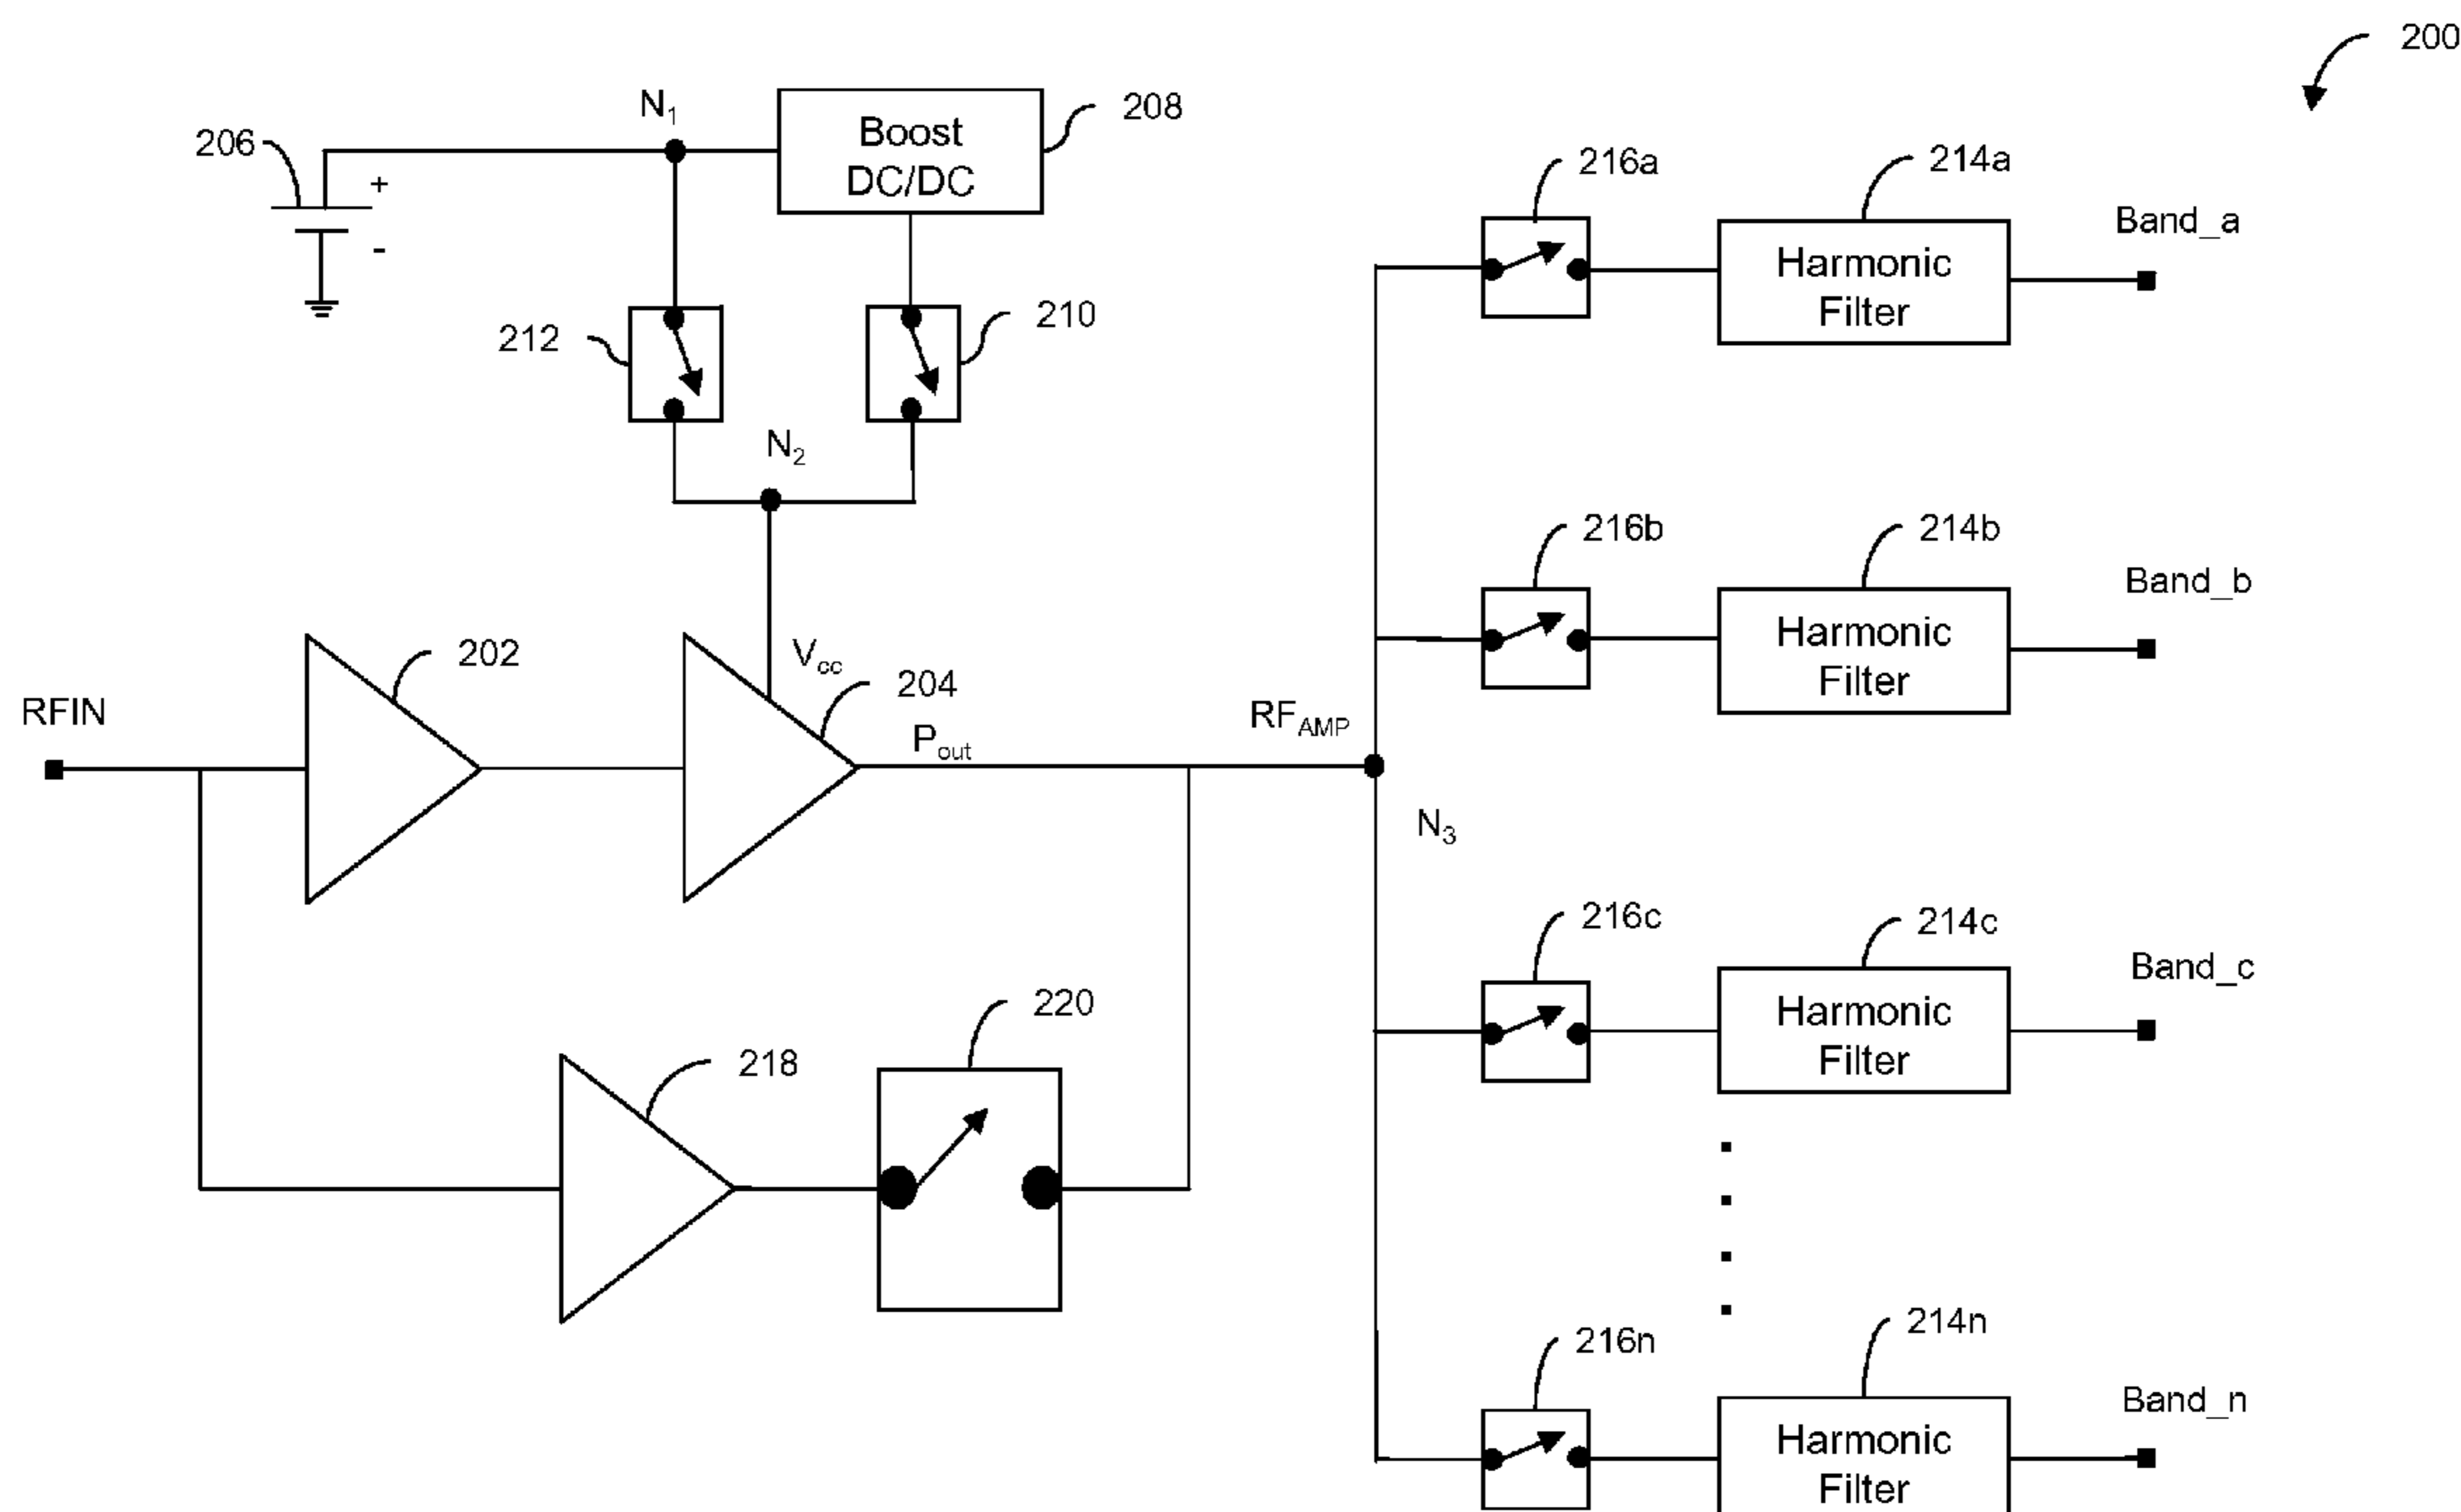 200
N1
208
Boost
DC/DC
206
+
-
216a
214a
Harmonic
Filter
Band_a
212
210
N2
216b
214b
Harmonic
Filter
Band_b
202
Vcc
204
RFIN
Pout
RFAMP
N3
216c
214c
Harmonic
Filter
Band_c
220
218
216n
214n
Harmonic
Filter
Band_n